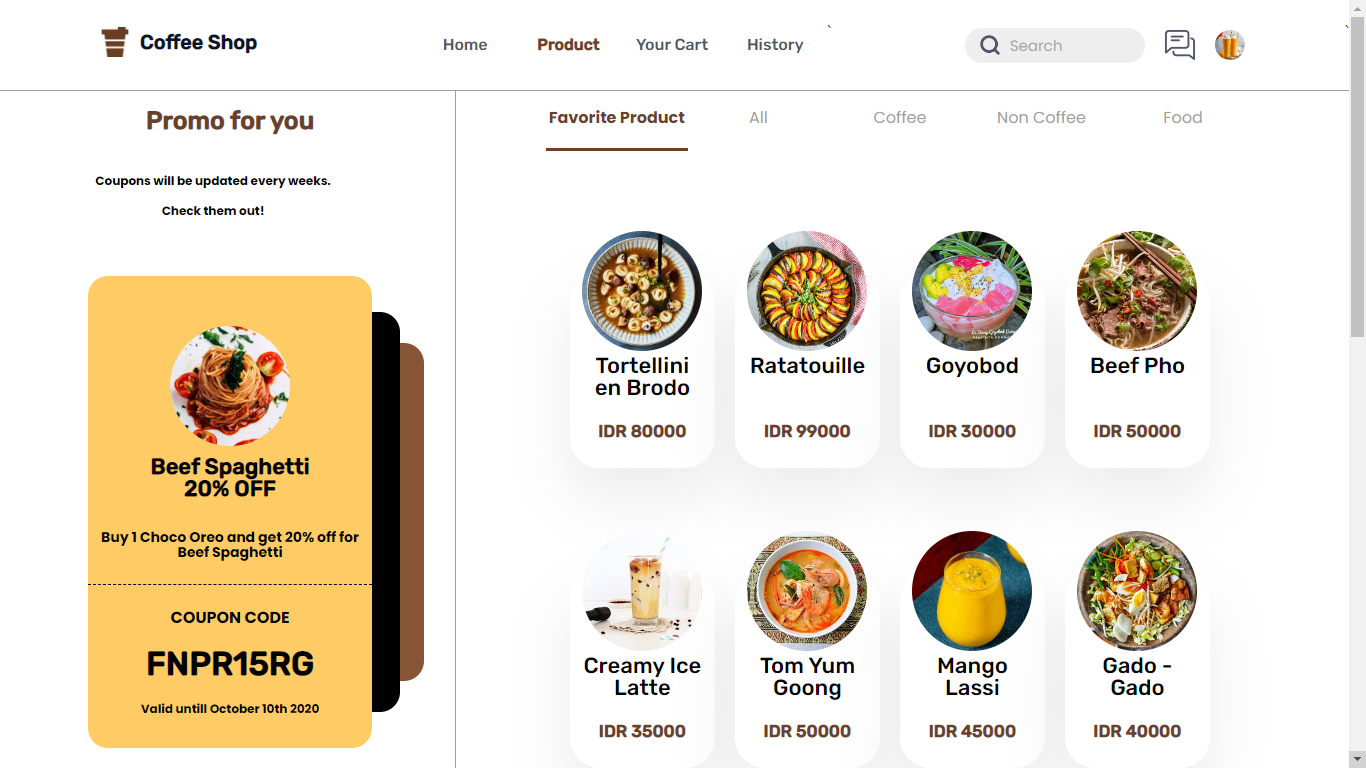 Coffee Shop
Home
Product
Your Cart
History
Search
Promo for you
Coupons will be updated every weeks.
Check them out!
Beef Spaghetti
20% OFF
Buy 1 Choco Oreo and get 20% off for
Beef Spaghetti
COUPON CODE
FNPR15RG
Valid untill October 10th 2020
Favorite Product
All
Coffee
Non Coffee
Food
Tortellini
en Brodo
IDR 80000
Ratatouille
IDR 99000
Goyobod
IDR 30000
Beef Pho
IDR 50000
Creamy Ice
Latte
IDR 35000
Tom Yum
Goong
IDR 50000
Mango
Lassi
IDR 45000
Gado -
Gado
IDR 40000